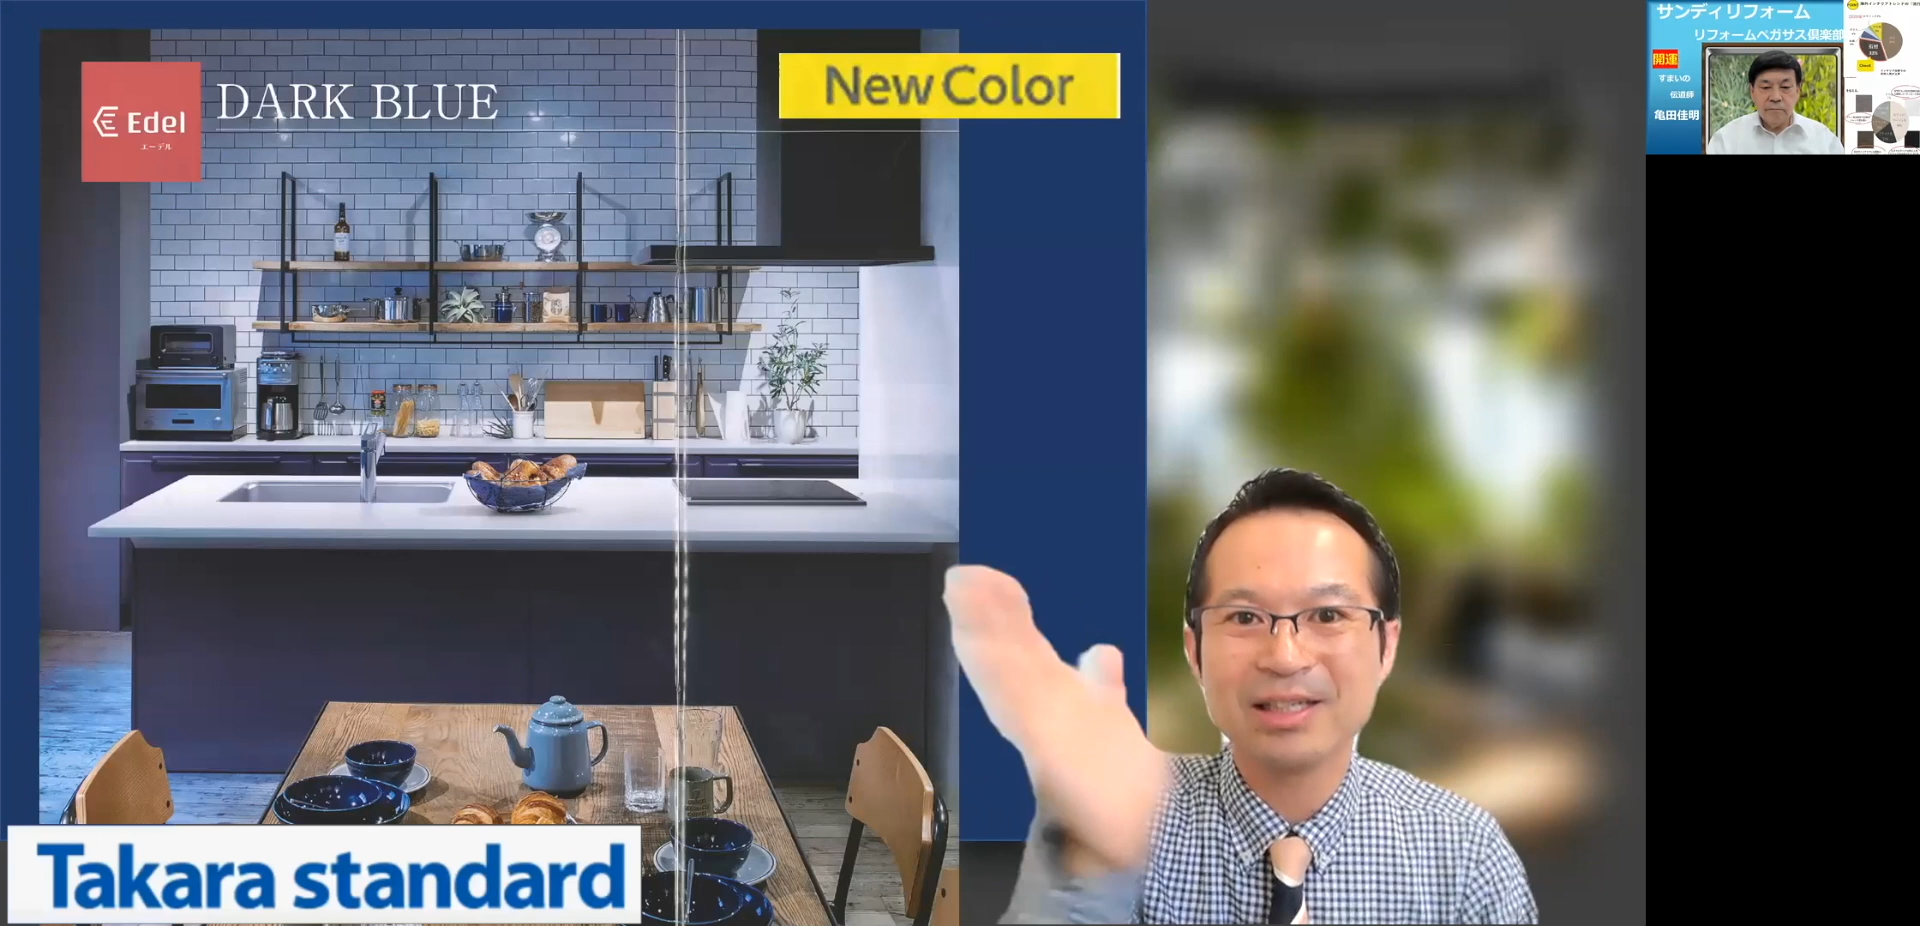 Edel
エーデル
DARK BLUE
New Color
Takara standard
サンディリフォーム
リフォームペガサス倶楽部
開運
すまいの
伝道師
亀田佳明